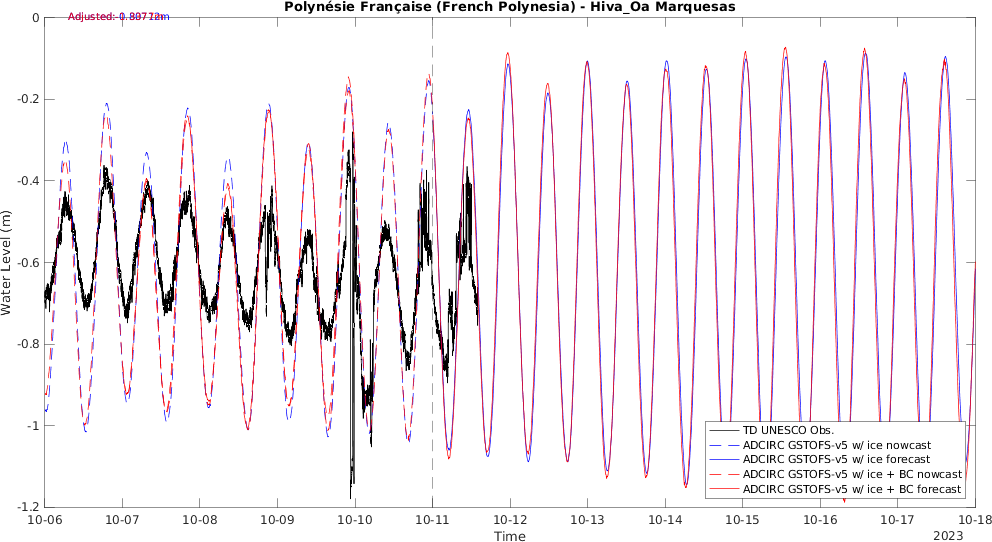 Polynésie Française (French Polynesia) - Hiva_Oa Marquesas
Adjusted:
0
-0.2
-0.4
-0.6
-0.8
-1
-1.2
Water Level (m)
TD UNESCO Obs.
ADCIRC GSTOFS-v5 w/ ice nowcast
ADCIRC GSTOFS-v5 w/ ice forecast
ADCIRC GSTOFS-v5 w/ ice + BC nowcast
ADCIRC GSTOFS-v5 w/ ice + BC forecast
10-06 10-07 10-08 10-09 10-10 10-11 10-12 10-13 10-14 10-15 10-16 10-17 10-18
Time
2023